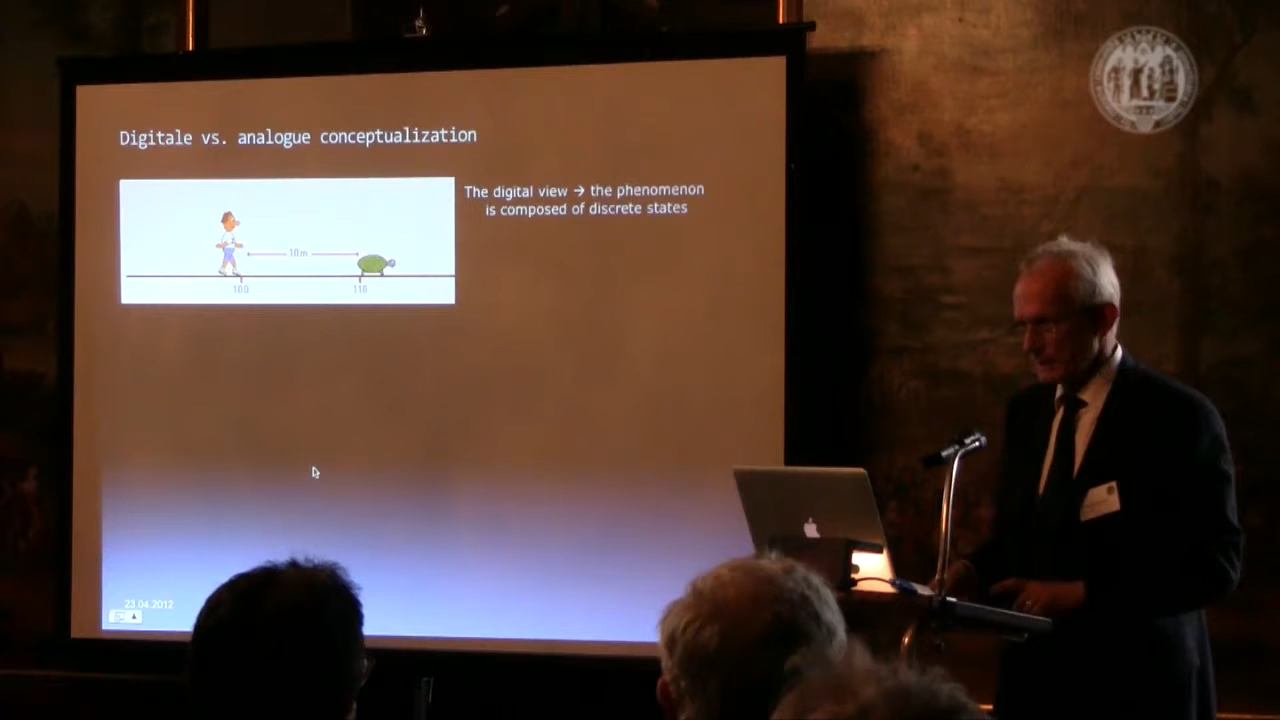 Digitale vs. analogue conceptualization
The digital view → the phenomenon
is composed of discrete states
10m
100
110
23.04.2012